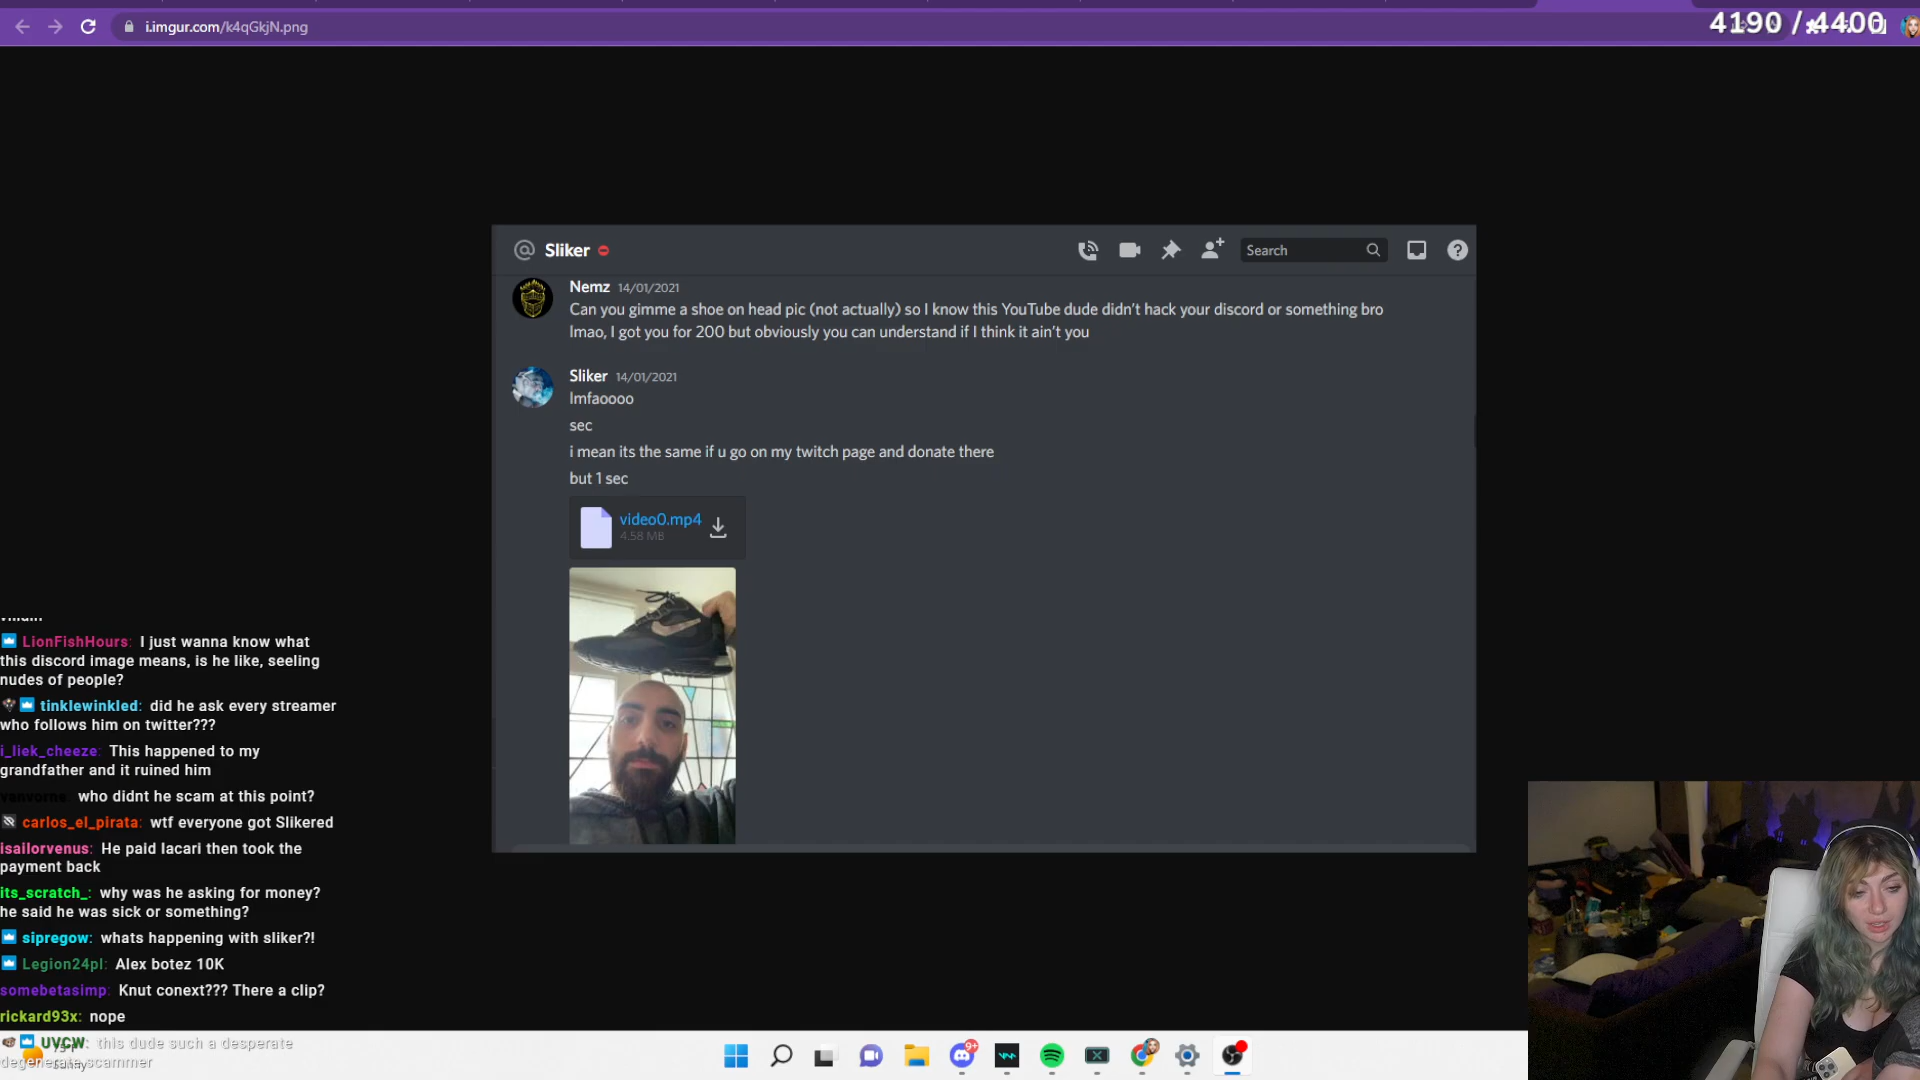 i.imgur.com/k4qGkjN.png
4190 / 4400
@ Sliker
Search
Nemz 14/01/2021
Can you gimme a shoe on head pic (not actually) so I know this YouTube dude didn't hack your discord or something bro
lmao, I got you for 200 but obviously you can understand if I think it ain't you
Sliker 14/01/2021
lmfaoooo
sec
i mean its the same if u go on my twitch page and donate there
but 1 sec
video0.mp4
4.58 MB
LionFishHours: I just wanna know what
this discord image means, is he like, seeling
nudes of people?
tinklewinkled: did he ask every streamer
who follows him on twitter???
i_liek_cheeze: This happened to my
grandfather and it ruined him
vanvorne: who didnt he scam at this point?
carlos_el_pirata: wtf everyone got Slikered
isailorvenus: He paid lacari then took the
payment back
its_scratch_: why was he asking for money?
he said he was sick or something?
sipregow: whats happening with sliker?!
Legion24pl: Alex botez 10K
somebetasimp: Knut conext??? There a clip?
rickard93x: nope
UVCW: this dude such a desperate
degenerate scammer
Sunny
9+